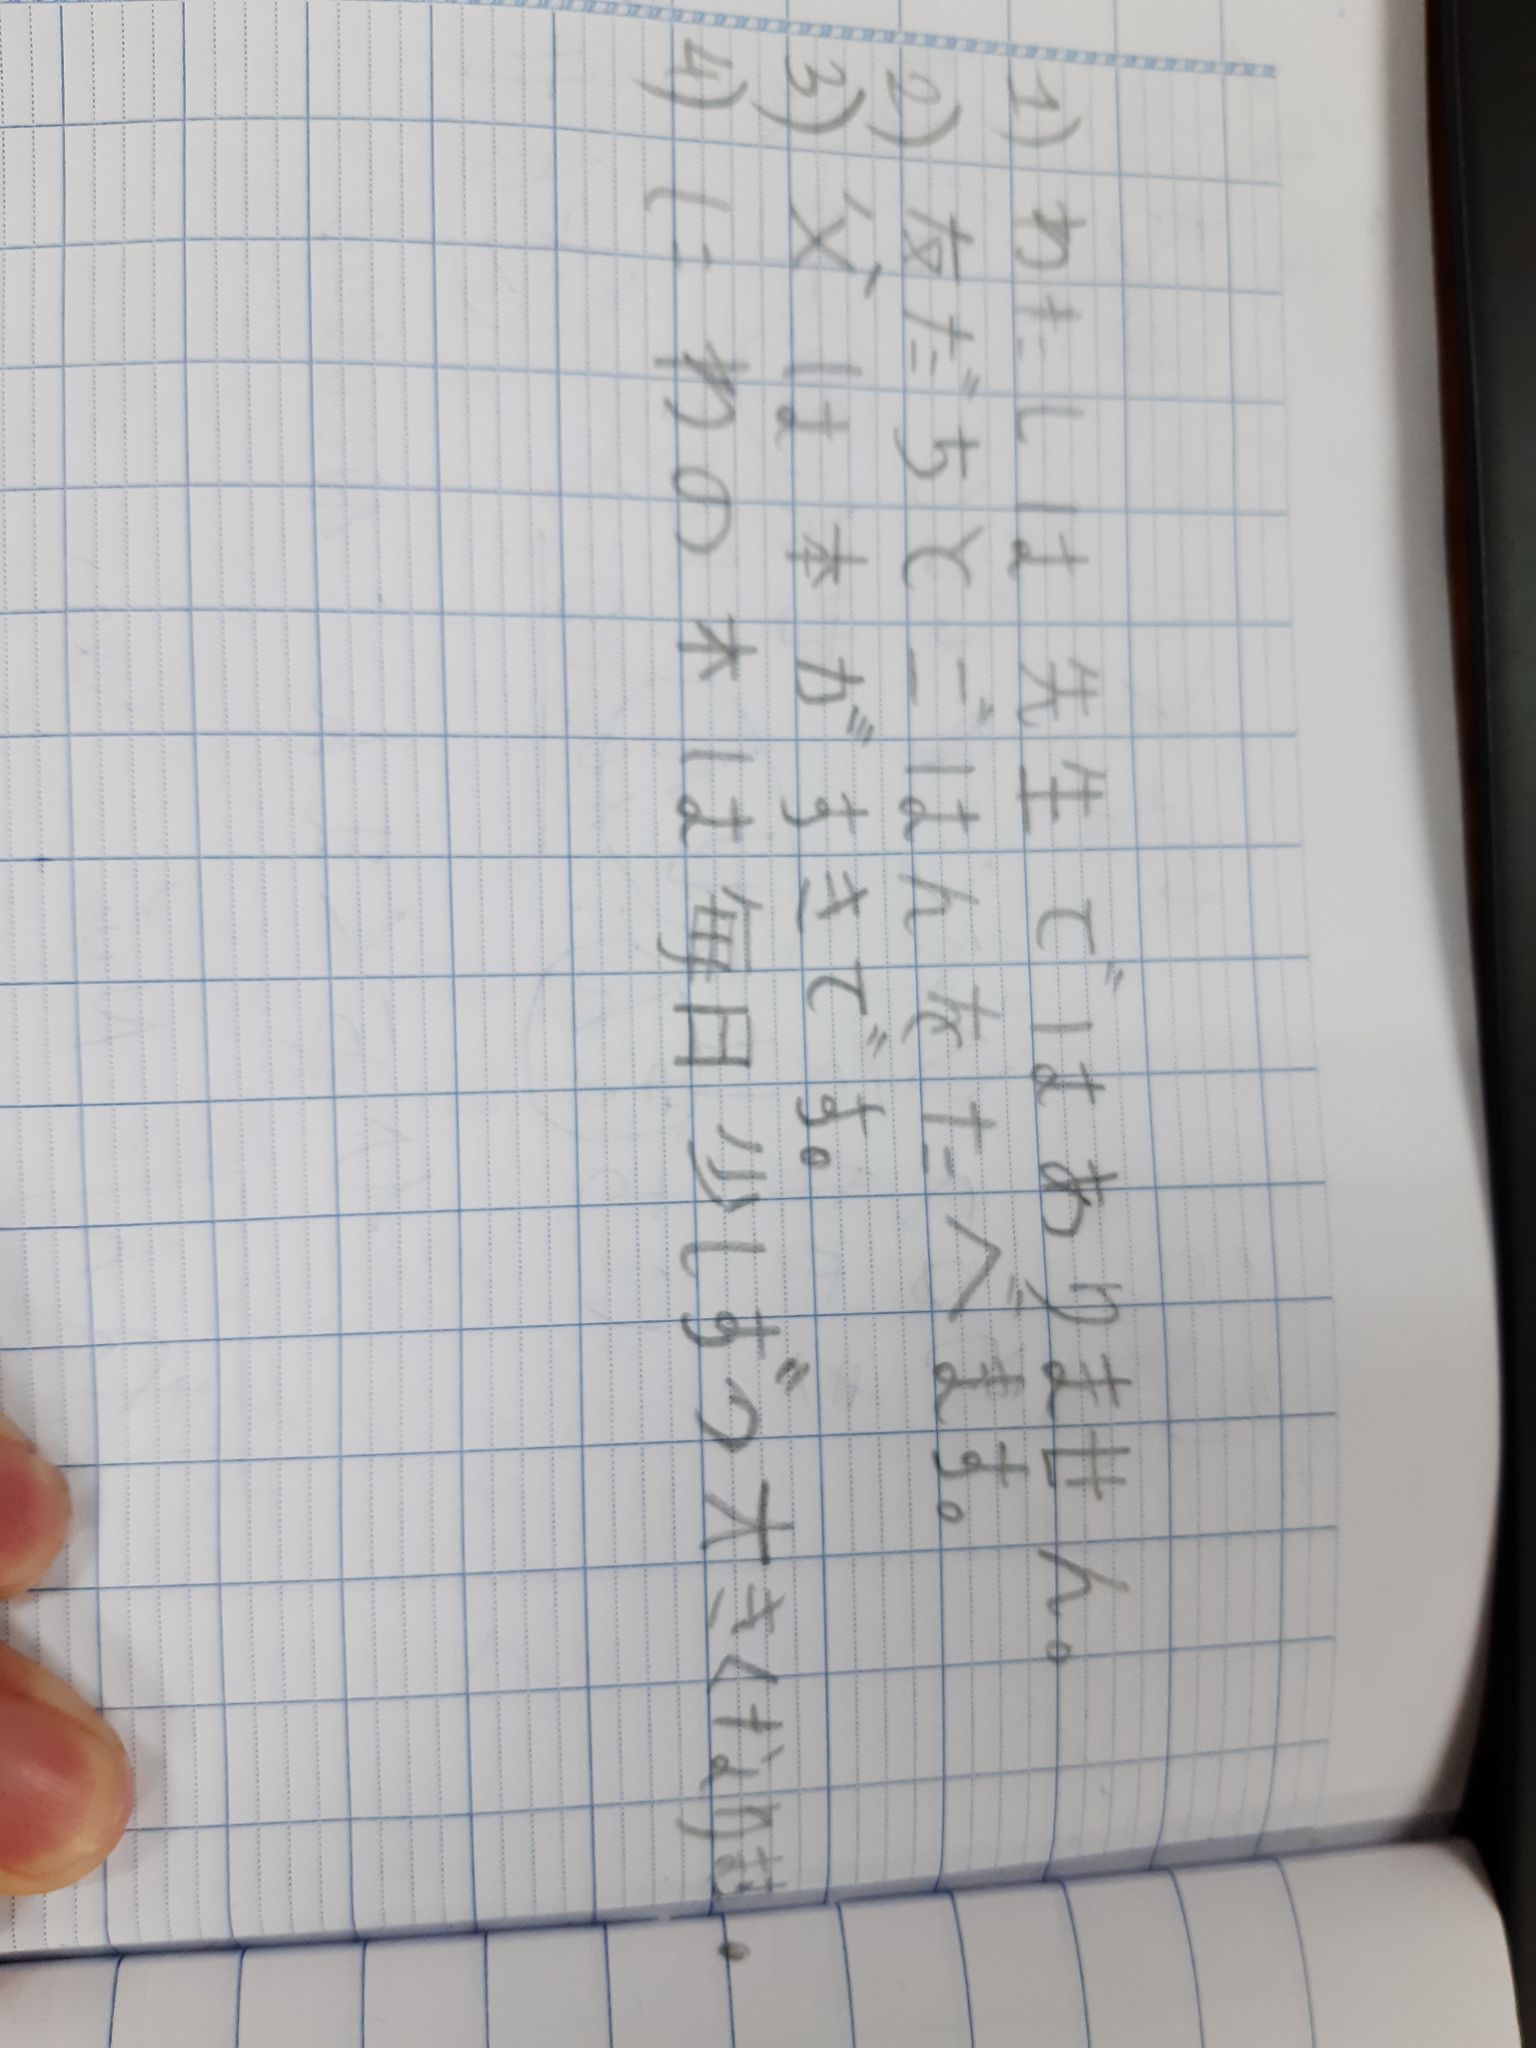 1) わたしは先生ではありません。
2) 友だちとごはんをたべます。
3) 父は本がすきです。
4) にわの木は毎日少しずつ大きくなりま。